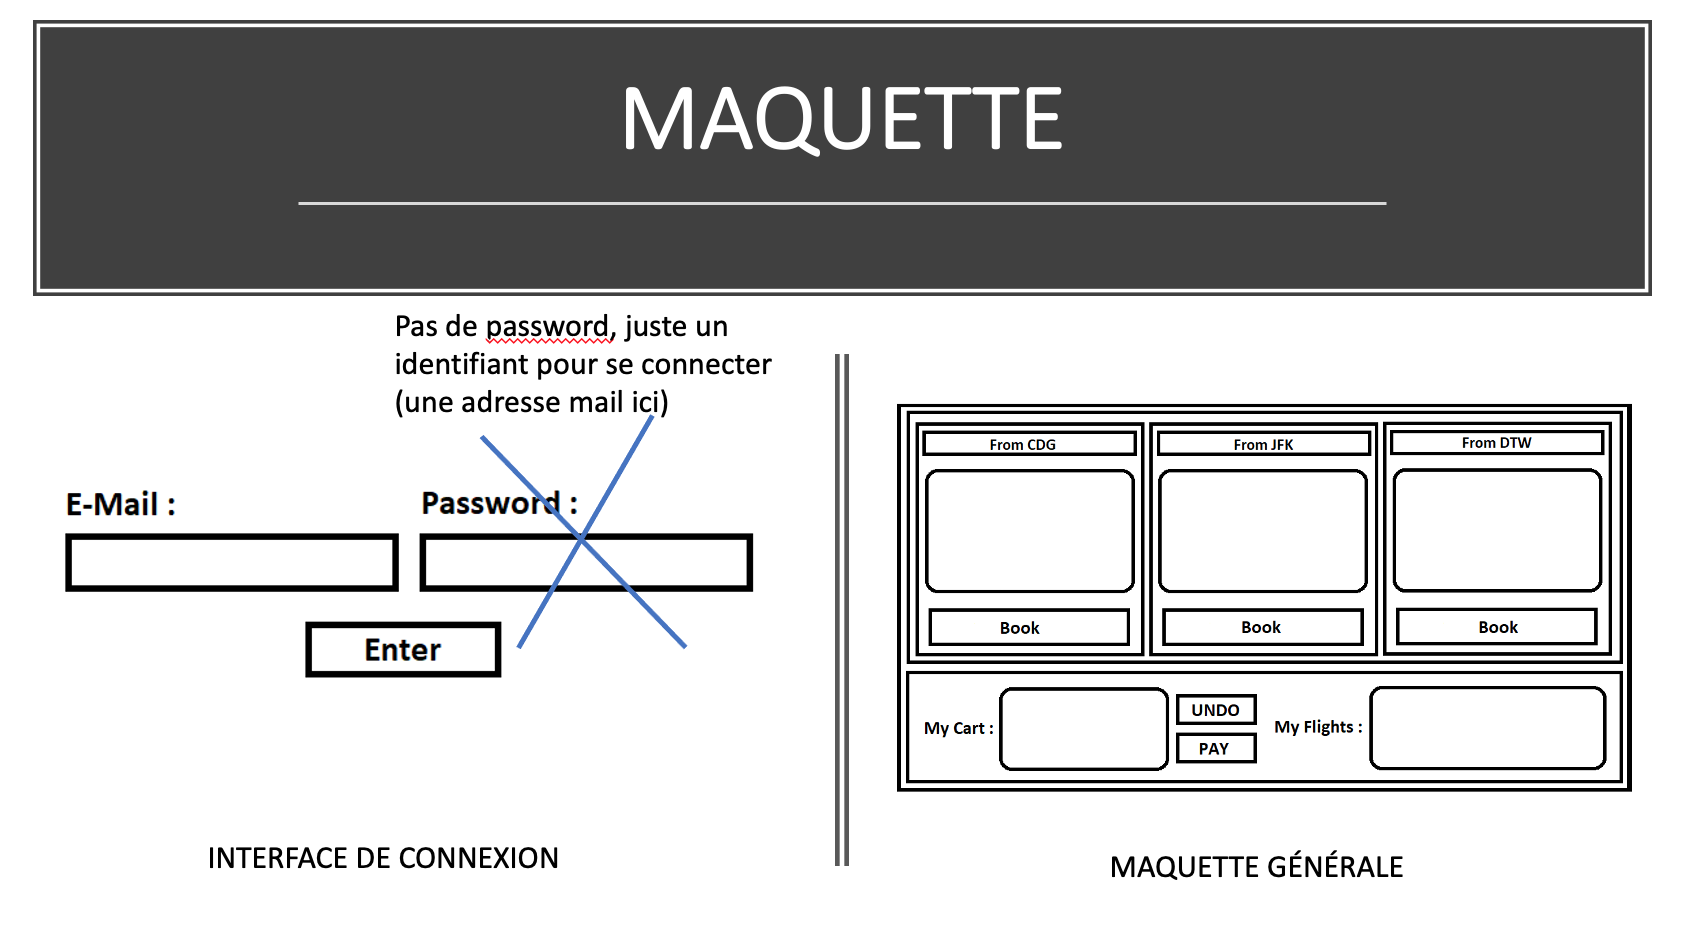 MAQUETTE
Pas de password, juste un
identifiant pour se connecter
(une adresse mail ici)
E-Mail :
Password :
Enter
INTERFACE DE CONNEXION
From CDG
From JFK
From DTW
Book
Book
Book
My Cart :
UNDO
PAY
My Flights :
MAQUETTE GÉNÉRALE